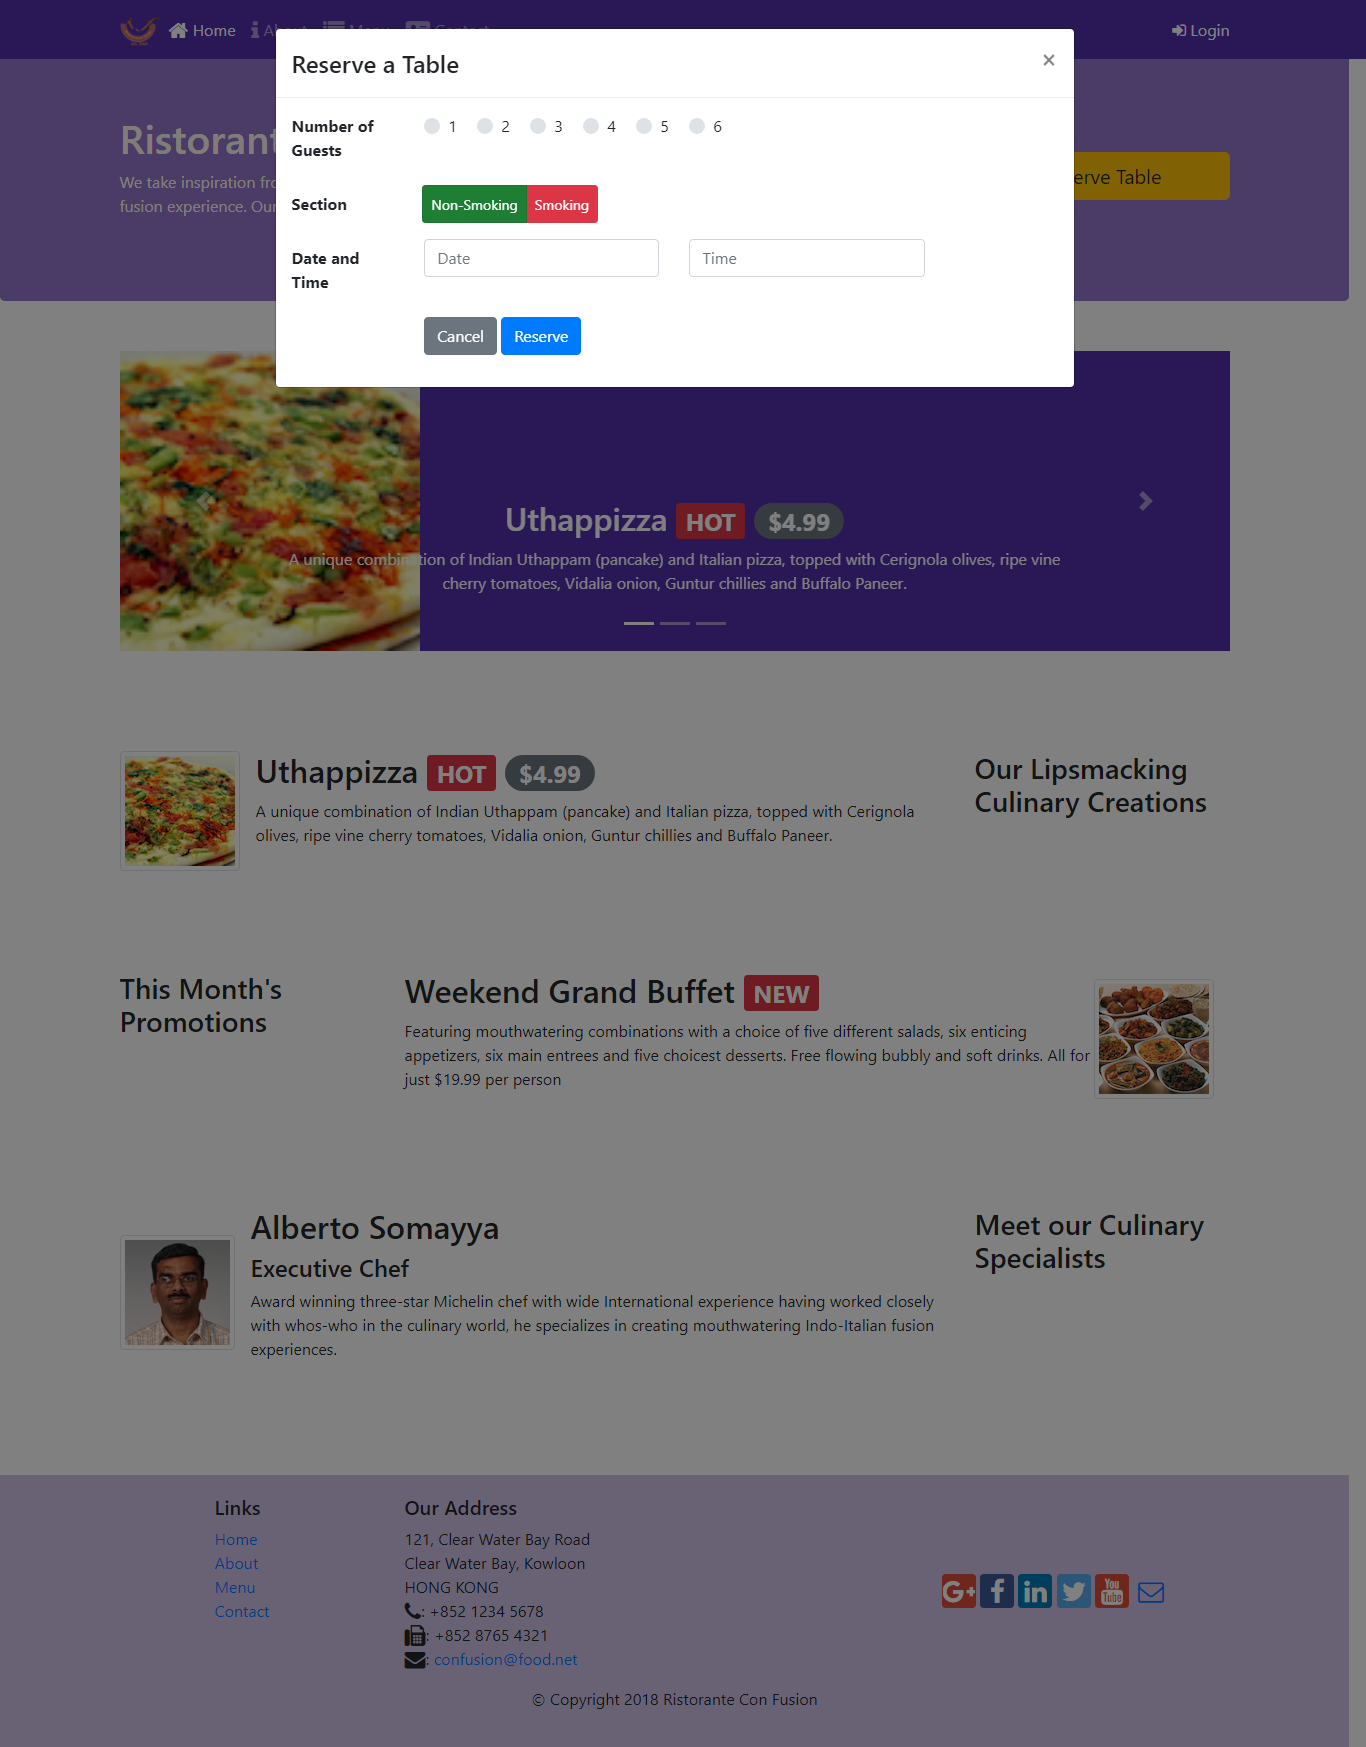 Home About Menu Contact Login
Reserve a Table ×
Number of Guests
1 2 3 4 5 6
Section
Non-Smoking Smoking
Date and Time
Date Time
Cancel Reserve
Ristorant
We take inspiration
fusion experience. Our
erve Table
Uthappizza HOT $4.99
A unique combination of Indian Uthappam (pancake) and Italian pizza, topped with Cerignola olives, ripe vine
cherry tomatoes, Vidalia onion, Guntur chillies and Buffalo Paneer.
Uthappizza HOT $4.99
A unique combination of Indian Uthappam (pancake) and Italian pizza, topped with Cerignola
olives, ripe vine cherry tomatoes, Vidalia onion, Guntur chillies and Buffalo Paneer.
Our Lipsmacking
Culinary Creations
This Month's
Promotions
Weekend Grand Buffet NEW
Featuring mouthwatering combinations with a choice of five different salads, six enticing
appetizers, six main entrees and five choicest desserts. Free flowing bubbly and soft drinks. All for
just $19.99 per person
Alberto Somayya
Executive Chef
Award winning three-star Michelin chef with wide International experience having worked closely
with whos-who in the culinary world, he specializes in creating mouthwatering Indo-Italian fusion
experiences.
Meet our Culinary
Specialists
Links
Home
About
Menu
Contact
Our Address
121, Clear Water Bay Road
Clear Water Bay, Kowloon
HONG KONG
: +852 1234 5678
: +852 8765 4321
: confusion@food.net
G+ f in You Tube
© Copyright 2018 Ristorante Con Fusion